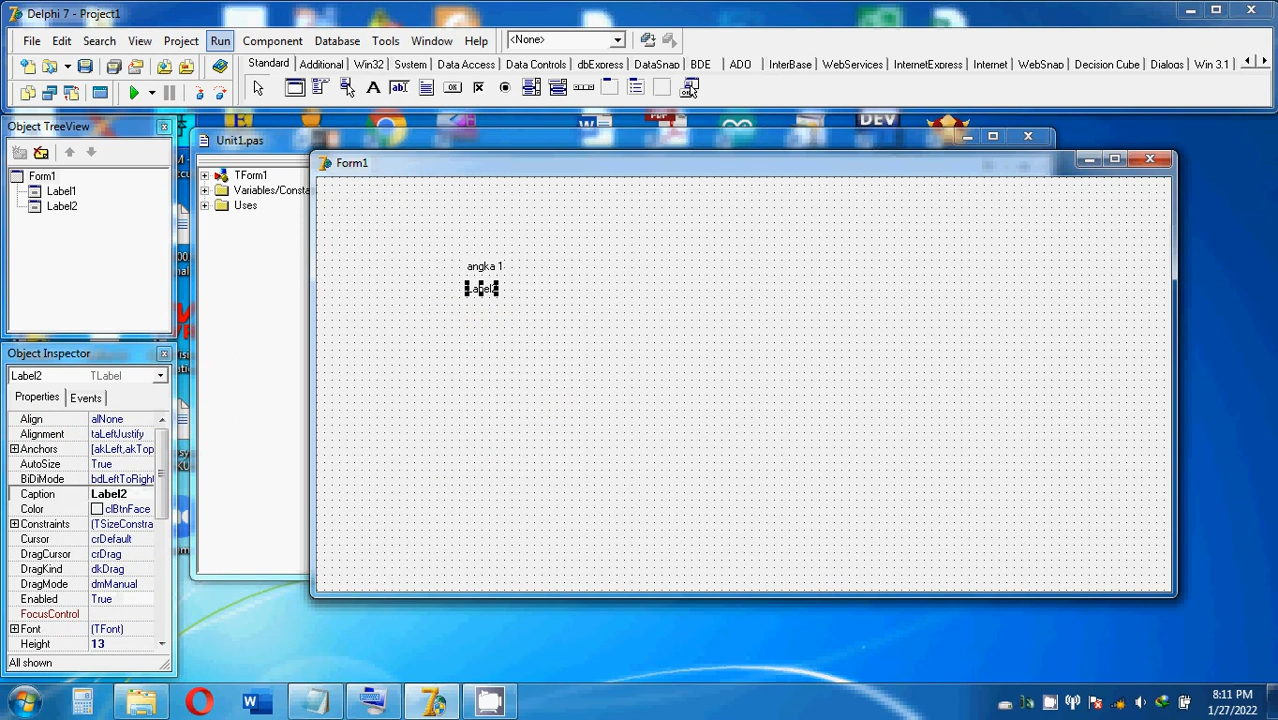 Delphi 7 - Project1
File Edit Search View Project Run Component Database Tools Window Help <None>
Standard Additional Win32 System Data Access Data Controls dbExpress DataSnap BDE ADO InterBase WebServices InternetExpress Internet WebSnap Decision Cube Dialogs Win 3.1
Object TreeView
Form1
Label1
Label2
Unit1.pas
TForm1
Variables/Consta
Uses
Form1
angka 1
Label2
Object Inspector
Label2 TLabel
Properties Events
Align alNone
Alignment taLeftJustify
Anchors [akLeft,akTop
AutoSize True
BiDiMode bdLeftToRigh
Caption Label2
Color clBtnFace
Constraints (TSizeConstra
Cursor crDefault
DragCursor crDrag
DragKind dkDrag
DragMode dmManual
Enabled True
FocusControl
Font (TFont)
Height 13
All shown
DEV
PDF
8:11 PM
1/27/2022